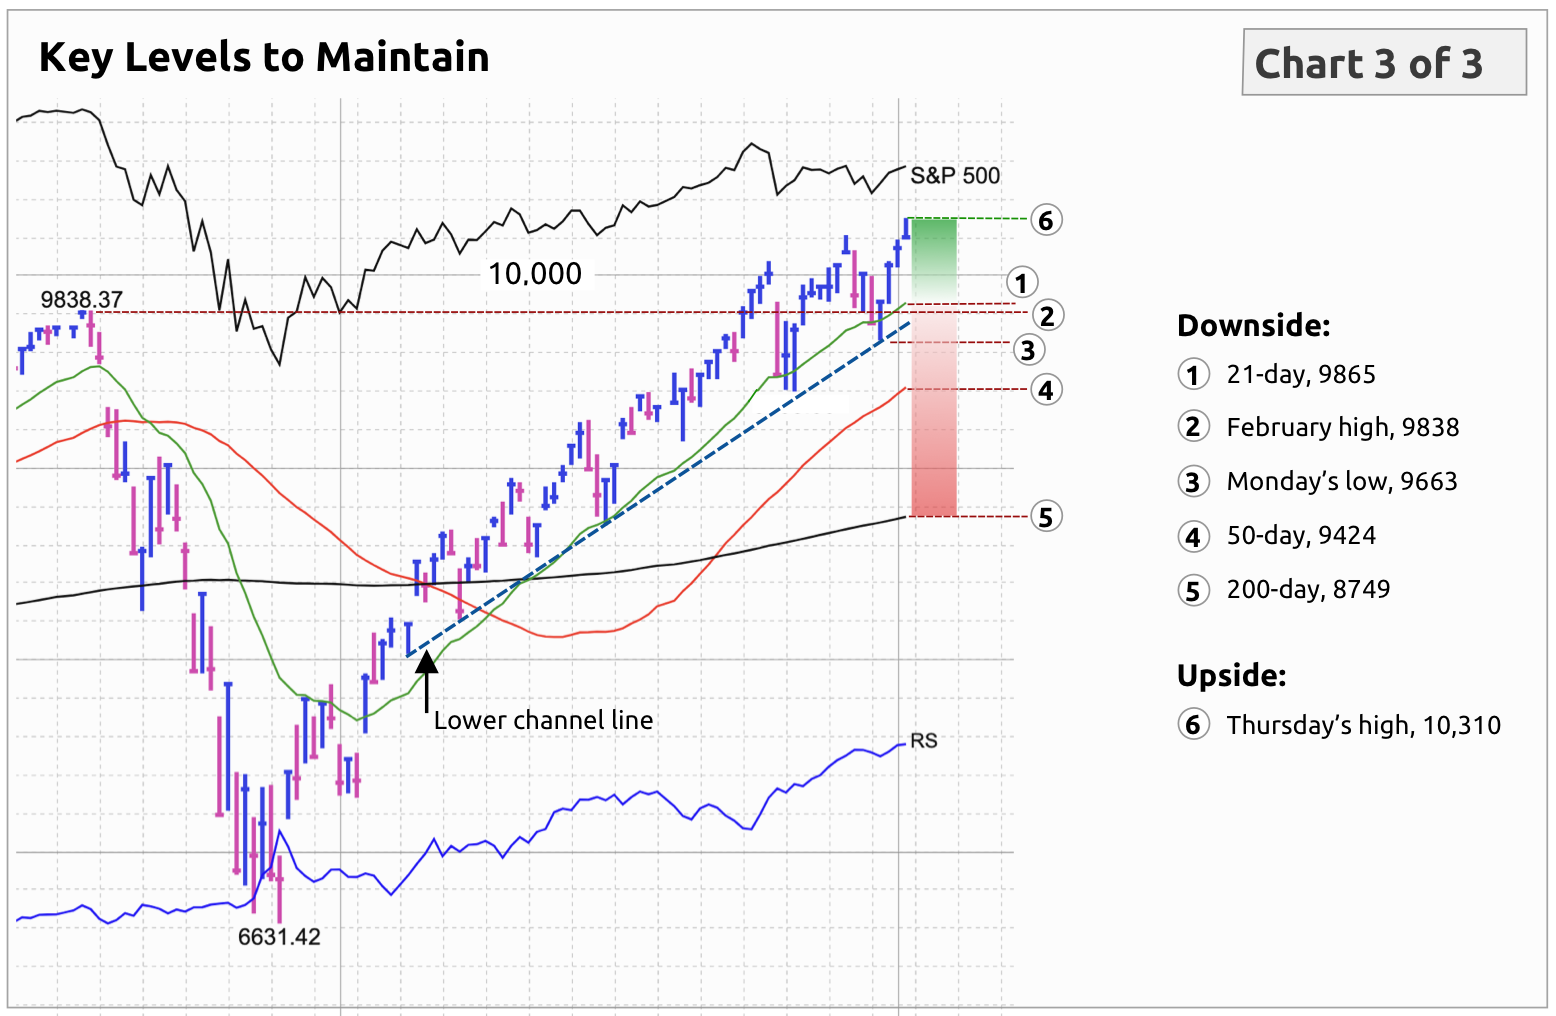 Key Levels to Maintain
Chart 3 of 3
S&P 500
6
10,000
1
9838.37
2
3
4
5
Lower channel line
RS
6631.42
Downside:
1 21-day, 9865
2 February high, 9838
3 Monday’s low, 9663
4 50-day, 9424
5 200-day, 8749
Upside:
6 Thursday’s high, 10,310